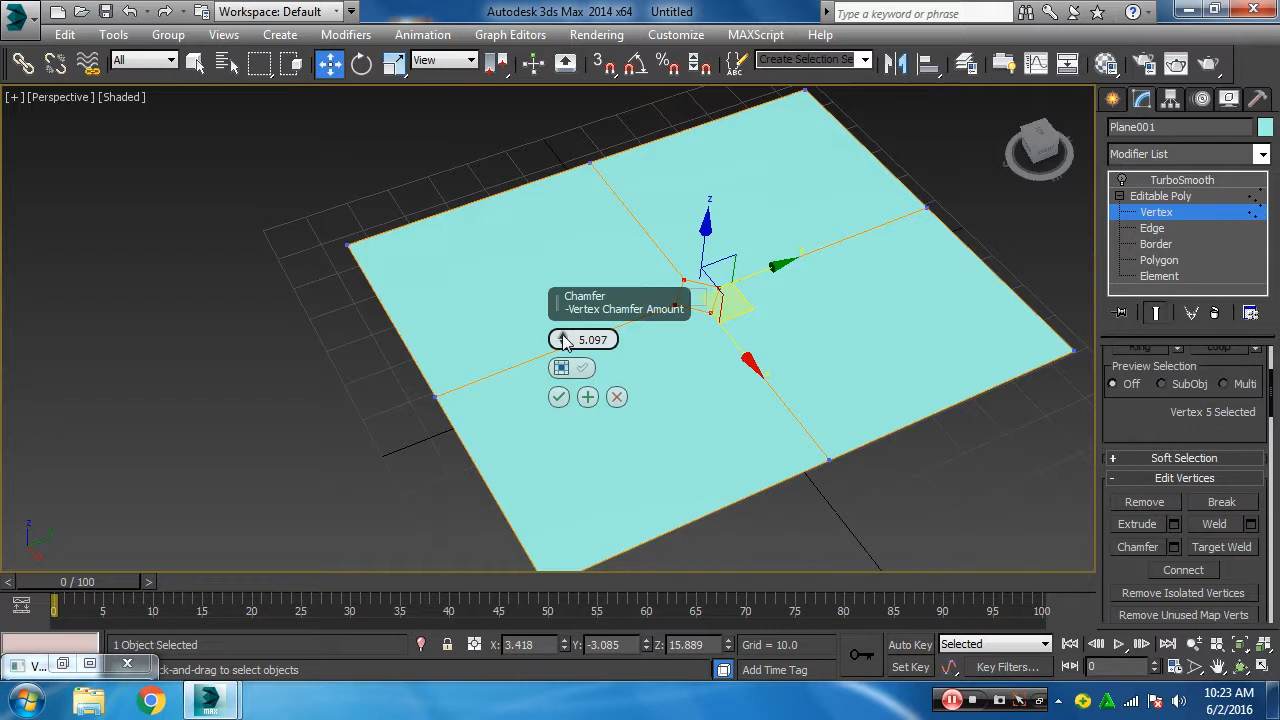 Workspace: Default
Autodesk 3ds Max 2014 x64 Untitled
Type a keyword or phrase
Edit Tools Group Views Create Modifiers Animation Graph Editors Rendering Customize MAXScript Help
All
View
Create Selection Se
[+] [Perspective] [Shaded]
Plane001
Modifier List
TurboSmooth
Editable Poly
Vertex
Edge
Border
Polygon
Element
z
Chamfer
-Vertex Chamfer Amount
5.097
Ring Loop
Preview Selection
Off SubObj Multi
Vertex 5 Selected
+ Soft Selection
- Edit Vertices
Remove Break
Extrude Weld
Chamfer Target Weld
Connect
Remove Isolated Vertices
Remove Unused Map Verts
z
< 0 / 100 >
0 5 10 15 20 25 30 35 40 45 50 55 60 65 70 75 80 85 90 95 100
1 Object Selected
X: 3.418 Y: -3.085 Z: 15.889 Grid = 10.0
Auto Key Selected
V...
k-and-drag to select objects
Add Time Tag
Set Key Key Filters...
0
MAX
10:23 AM
6/2/2016